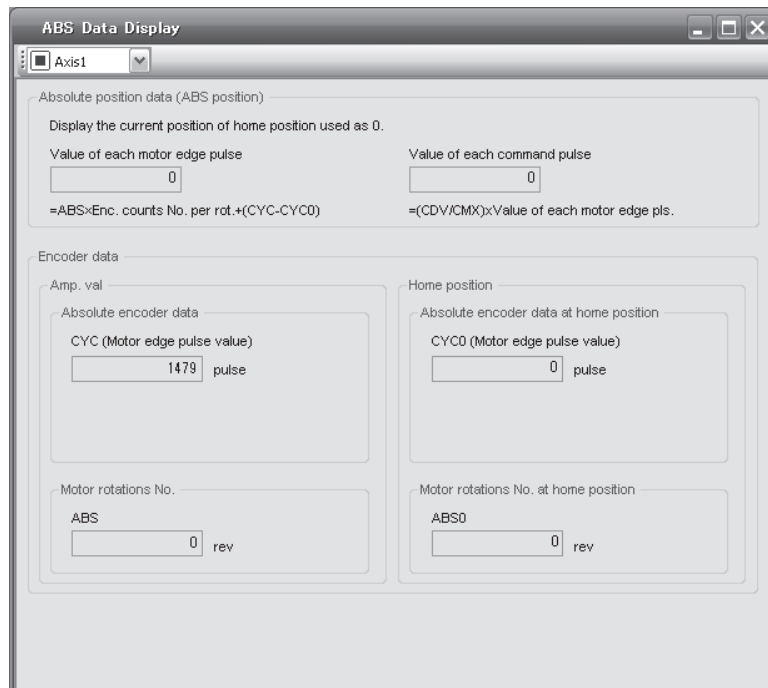 ABS Data Display
Axis1
Absolute position data (ABS position)
Display the current position of home position used as 0.
Value of each motor edge pulse
0
=ABS×Enc. counts No. per rot.+(CYC-CYC0)
Value of each command pulse
0
=(CDV/CMX)×Value of each motor edge pls.
Encoder data
Amp. val
Absolute encoder data
CYC (Motor edge pulse value)
1479 pulse
Motor rotations No.
ABS
0 rev
Home position
Absolute encoder data at home position
CYC0 (Motor edge pulse value)
0 pulse
Motor rotations No. at home position
ABS0
0 rev